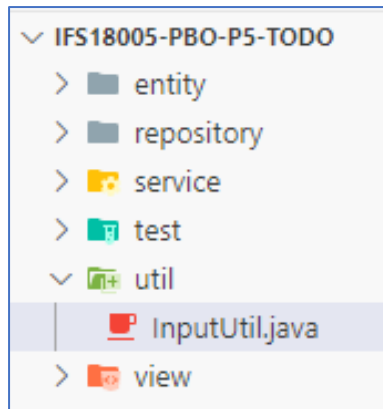 IFS18005-PBO-P5-TODO
entity
repository
service
test
util
InputUtil.java
view